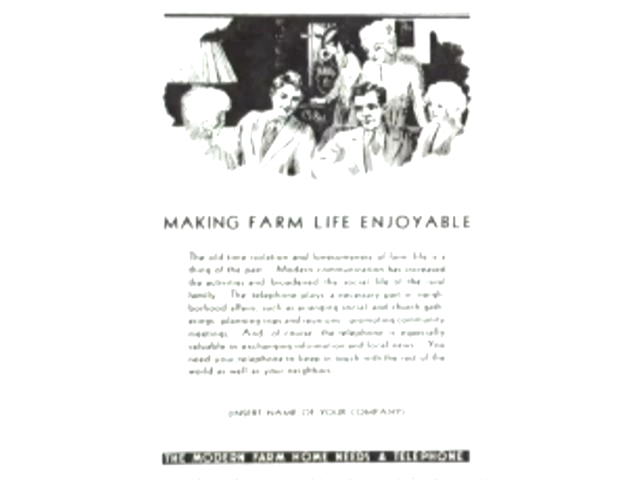 MAKING FARM LIFE ENJOYABLE
The old time isolation and lonesomeness of farm life is a
thing of the past. Modern communication has increased
the activities and broadened the social life of the rural
family. The telephone plays a necessary part in neigh-
borhood affairs, such as arranging social and church gath-
erings, planning trips and reunions, promoting community
meetings. And, of course, the telephone is especially
valuable in exchanging information and local news. You
need your telephone to keep in touch with the rest of the
world as well as your neighbors.
(INSERT NAME OF YOUR COMPANY)
THE MODERN FARM HOME NEEDS A TELEPHONE